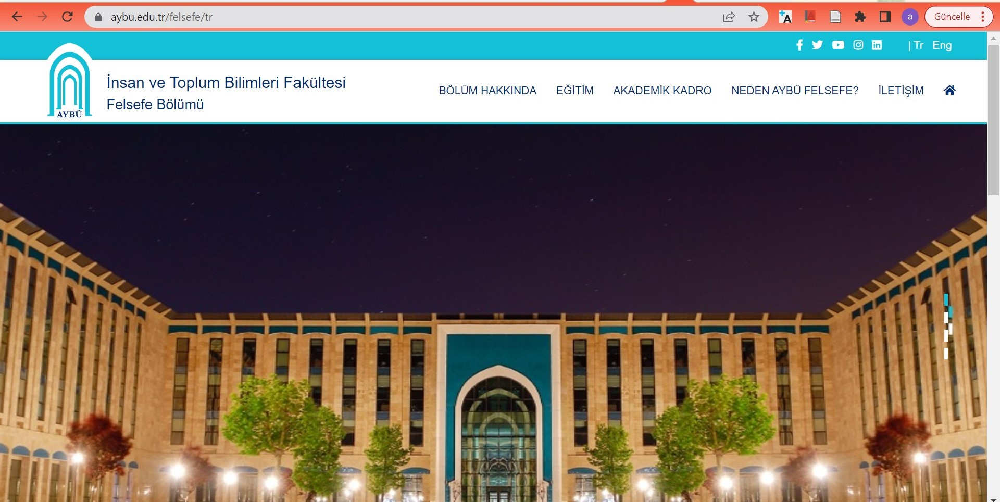 aybu.edu.tr/felsefe/tr
A
A
a
Güncelle
| Tr Eng
AYBÜ
İnsan ve Toplum Bilimleri Fakültesi
Felsefe Bölümü
BÖLÜM HAKKINDA EĞİTİM AKADEMİK KADRO NEDEN AYBÜ FELSEFE? İLETİŞİM